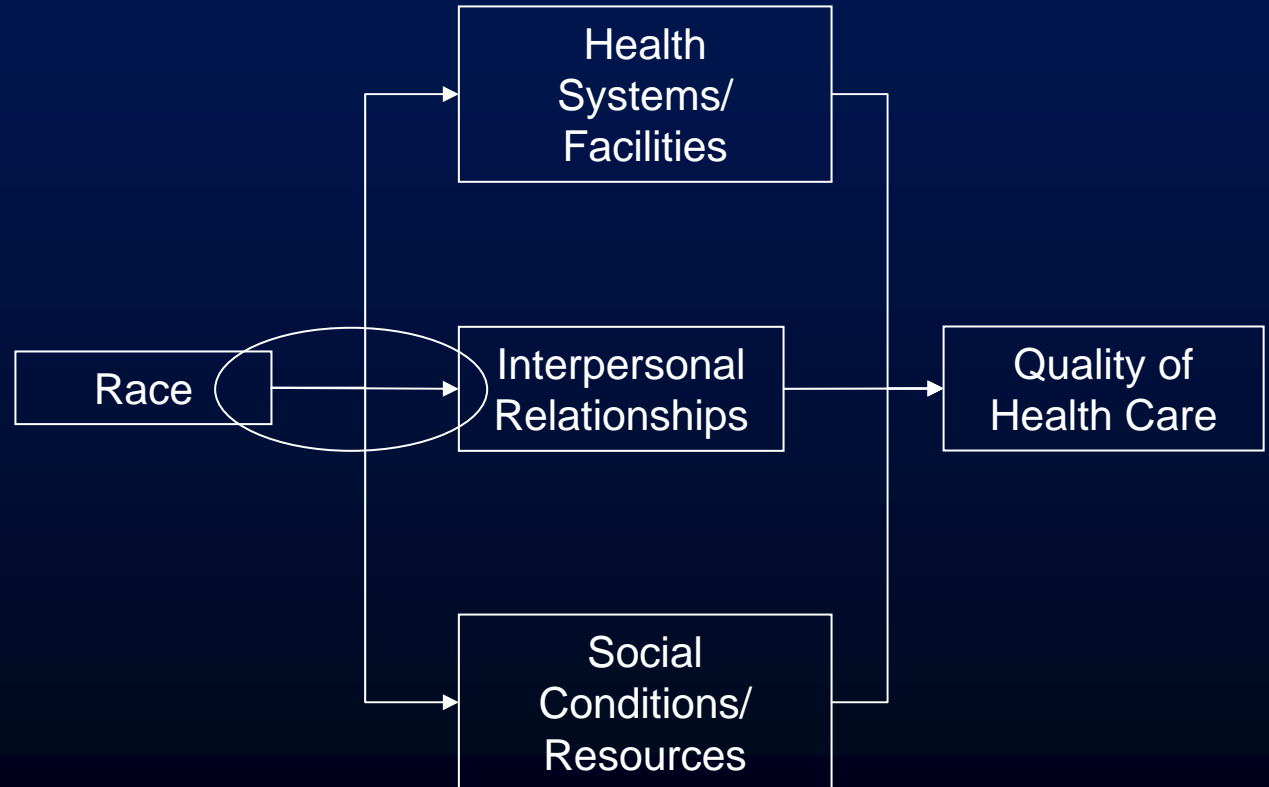 Health
Systems/
Facilities
Race
Interpersonal
Relationships
Quality of
Health Care
Social
Conditions/
Resources